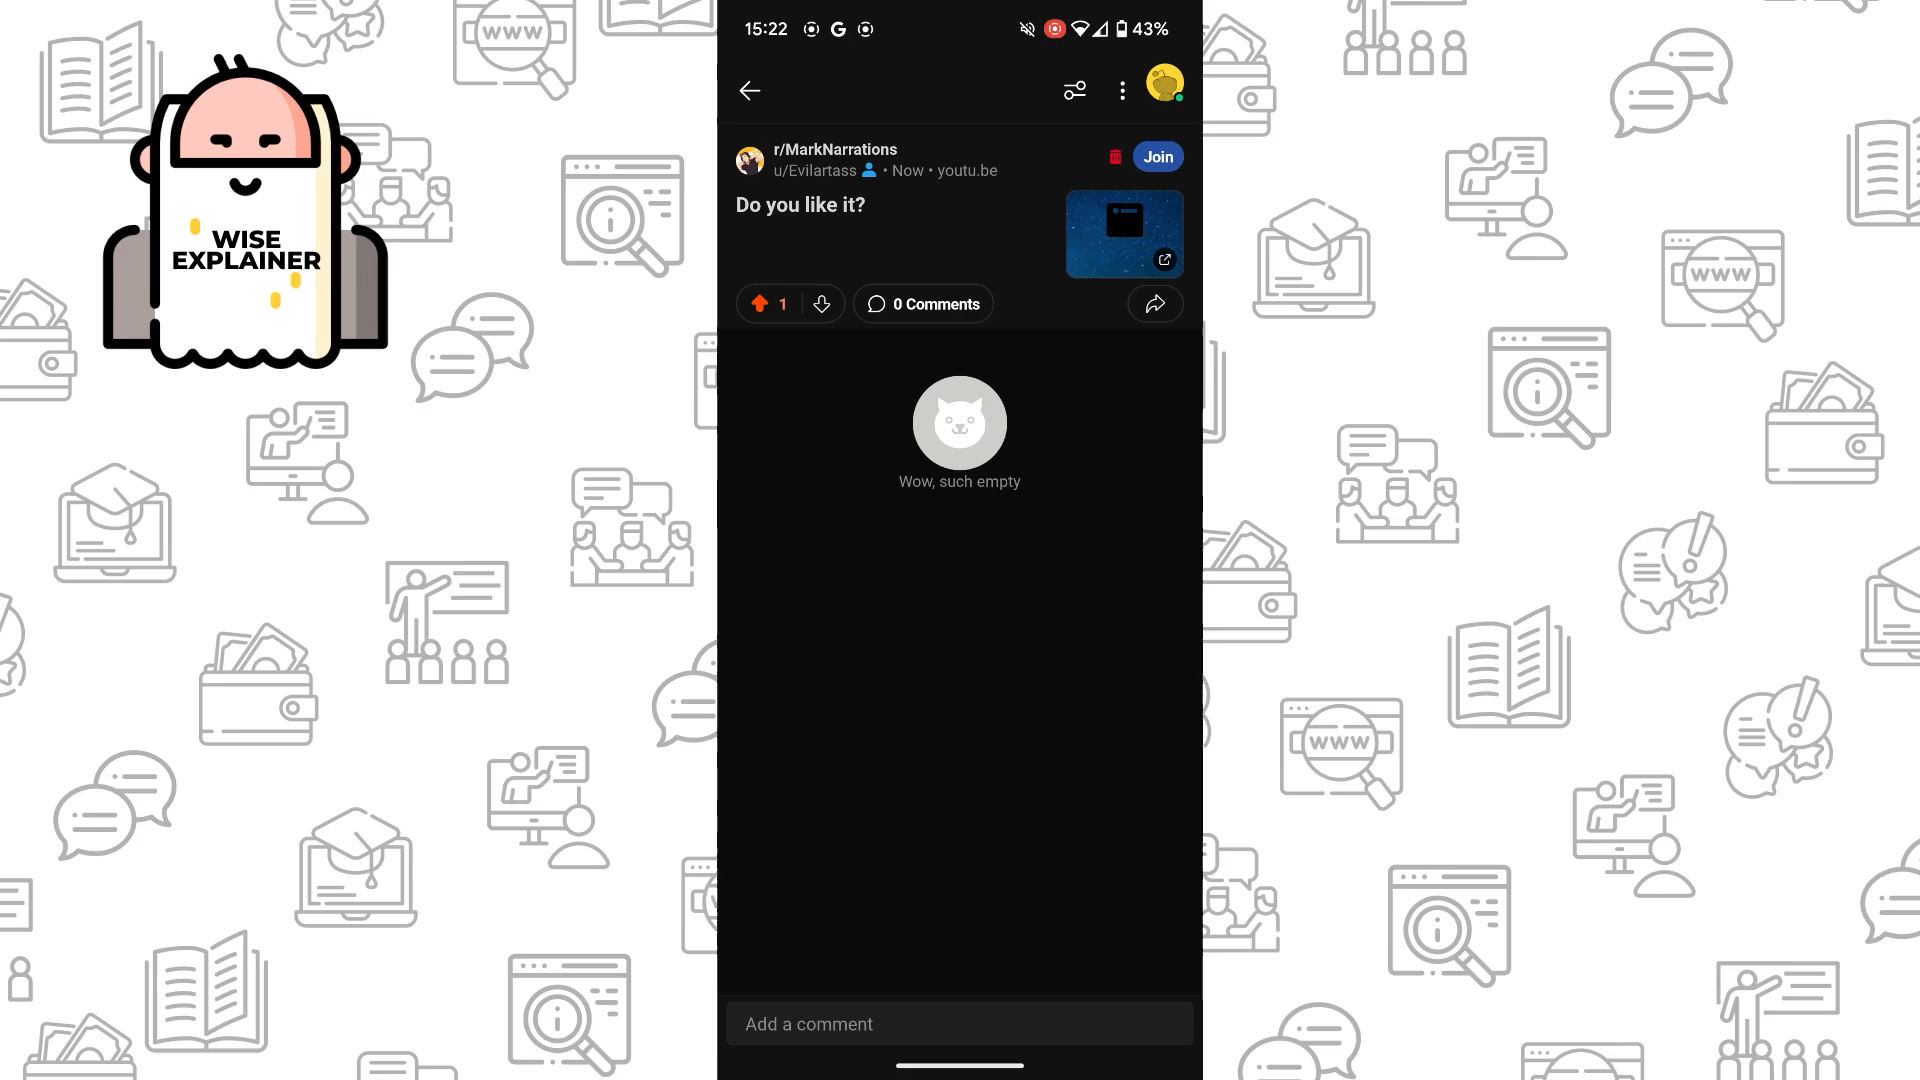 WISE
EXPLAINER
15:22
43%
r/MarkNarrations
u/Evilartass • Now • youtu.be
Join
Do you like it?
1
0 Comments
Wow, such empty
Add a comment
WWW
WWW
WWW